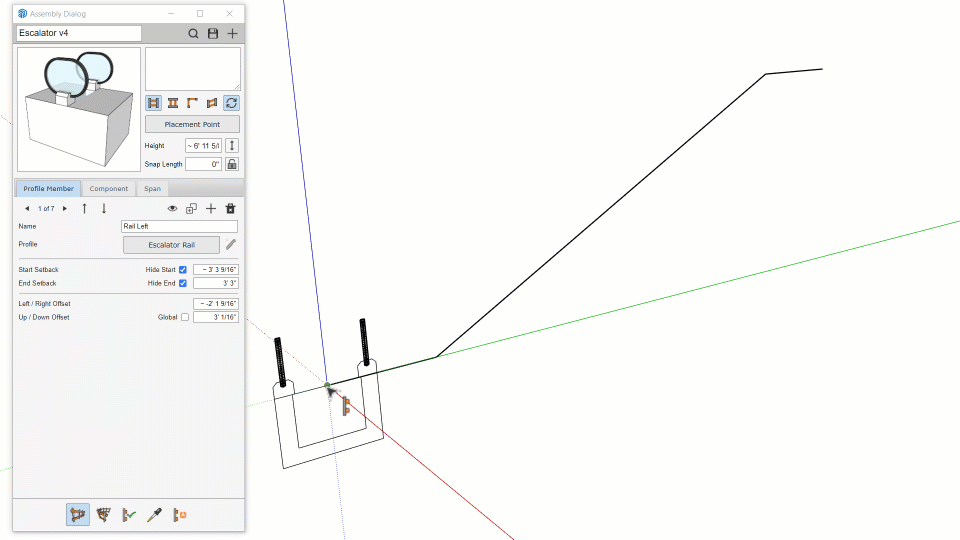 Assembly Dialog
Escalator v4
Placement Point
Height ~ 6' 11 5/
Snap Length 0"
Profile Member Component Span
1 of 7
Name Rail Left
Profile Escalator Rail
Start Setback Hide Start ~ 3' 3 9/16"
End Setback Hide End 3' 3"
Left / Right Offset ~ -2' 1 9/16"
Up / Down Offset Global 3' 1/16"